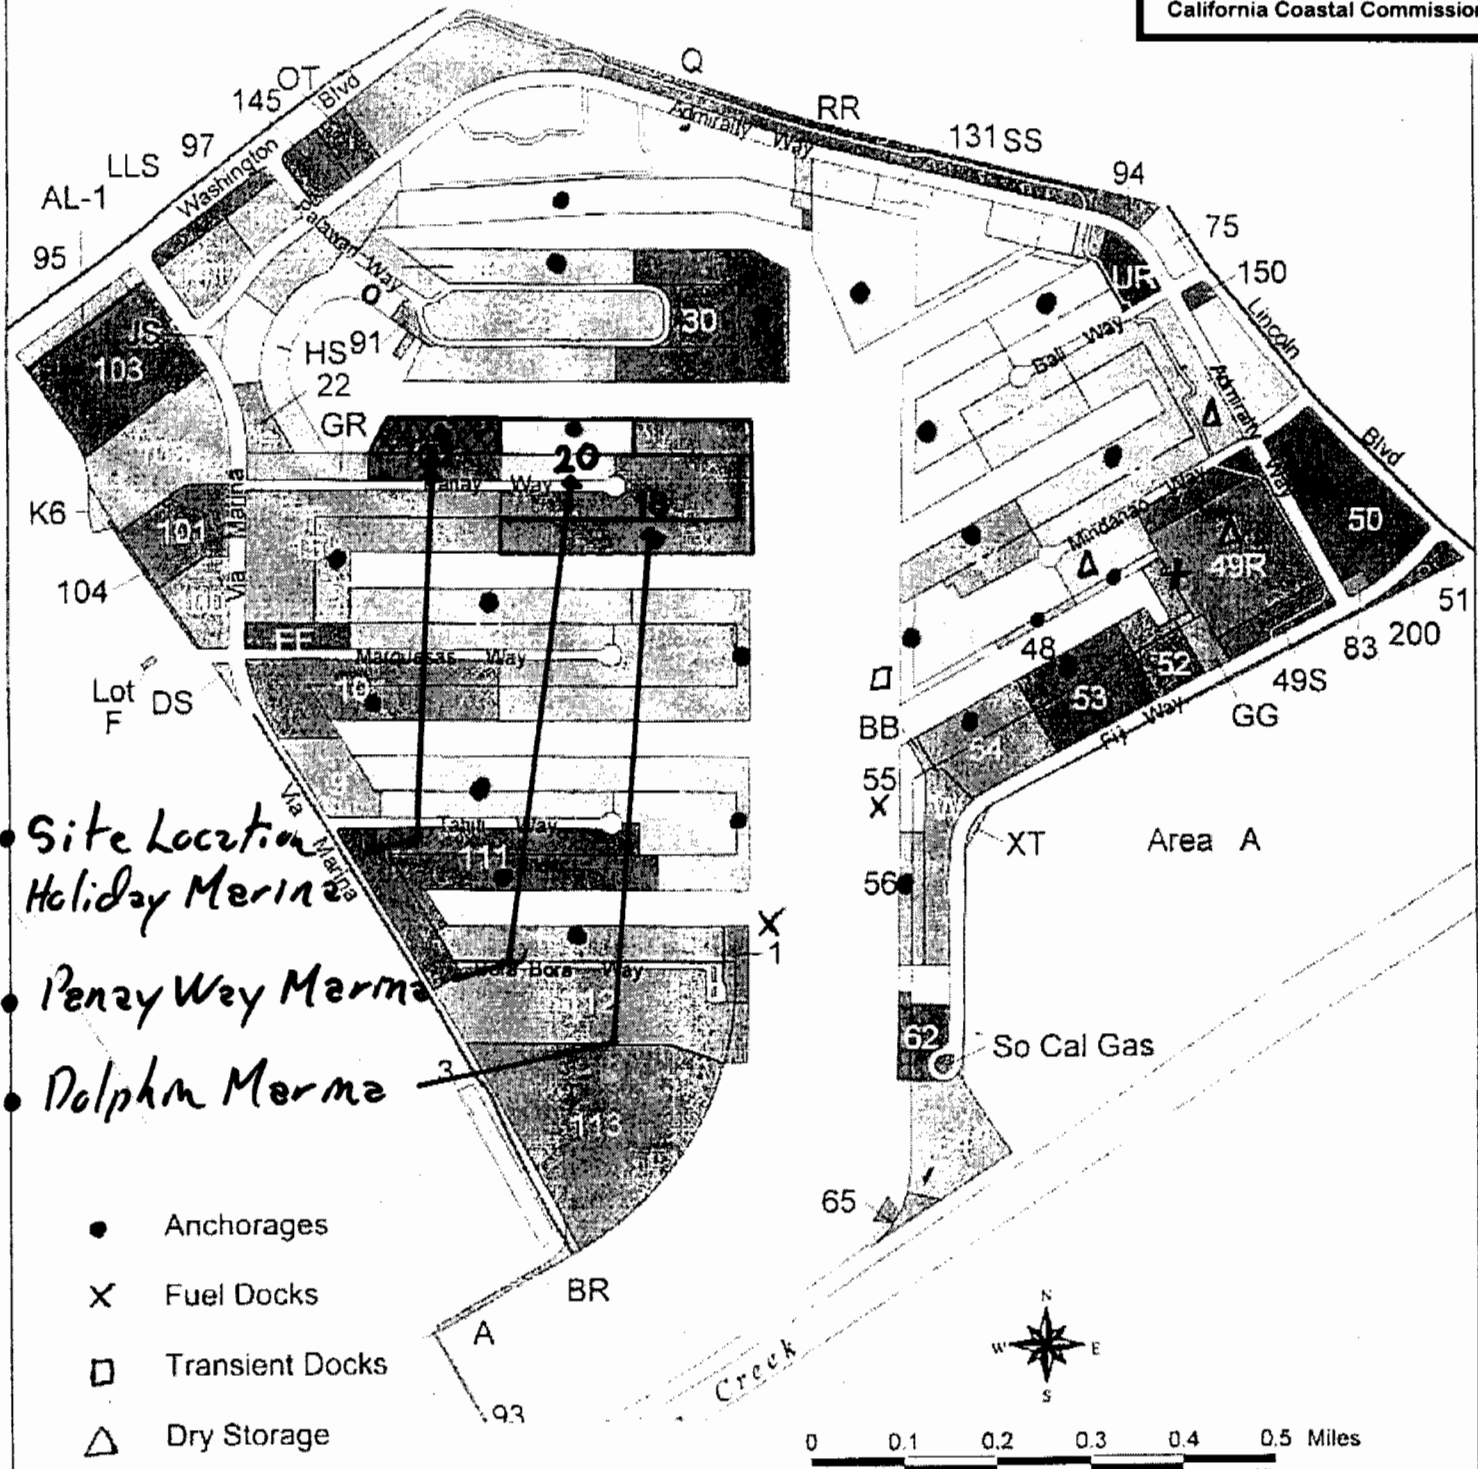 California Coastal Commission
Q
OT
145
Blvd
RR
97
Admiralty Way
131
SS
LLS
Washington
94
AL-1
75
95
Way
150
UR
30
Lincoln
JS
HS
91
Bali Way
103
22
Admiralty
GR
Blvd
20
Panay Way
Way
K6
Via Marina
101
Mindanao Way
50
49R
104
51
FF
48
200
Marquesas Way
83
52
Lot
F
DS
10
53
49S
GG
BB
54
Fiji Way
55
X
9
Via Marina
Site Location
Tahiti Way
XT
Area A
Holiday Marina
111
56
X
1
Panay Way Marina
Bora Bora Way
112
62
So Cal Gas
Dolphin Marina
3
113
65
Anchorages
X Fuel Docks
BR
N
A
W E
Transient Docks
S
Creek
93
Dry Storage
0 0.1 0.2 0.3 0.4 0.5 Miles